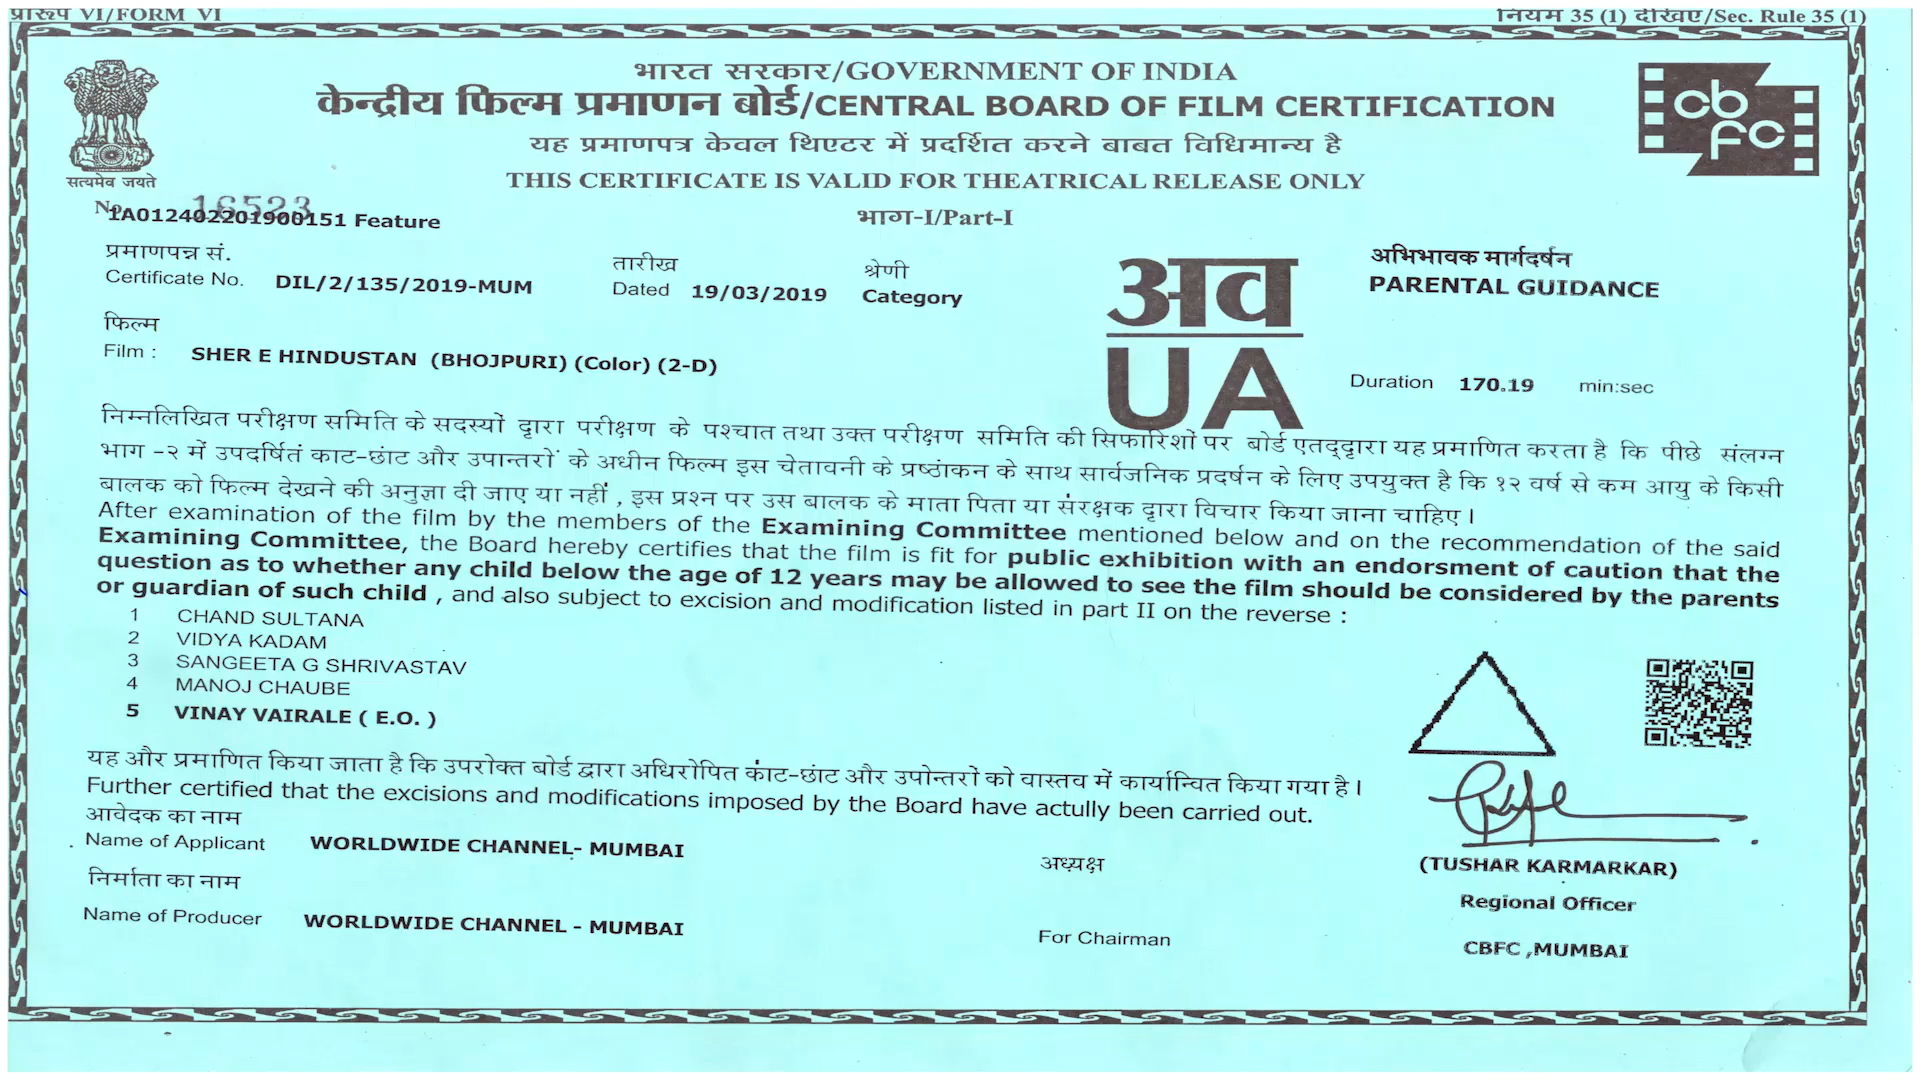 प्रारूप VI/FORM VI
नियम 35 (1) देखिए/Sec. Rule 35 (1)
भारत सरकार/GOVERNMENT OF INDIA
केन्द्रीय फिल्म प्रमाणन बोर्ड/CENTRAL BOARD OF FILM CERTIFICATION
cbfc
यह प्रमाणपत्र केवल थिएटर में प्रदर्शित करने बाबत विधिमान्य है
सत्यमेव जयते
THIS CERTIFICATE IS VALID FOR THEATRICAL RELEASE ONLY
No. 16523
1A012402201900151 Feature
भाग-I/Part-I
प्रमाणपत्र सं.
Certificate No. DIL/2/135/2019-MUM
तारीख
Dated 19/03/2019
श्रेणी
Category
अव
UA
अभिभावक मार्गदर्षन
PARENTAL GUIDANCE
फिल्म
Film : SHER E HINDUSTAN (BHOJPURI) (Color) (2-D)
Duration 170.19 min:sec
निम्नलिखित परीक्षण समिति के सदस्यों द्वारा परीक्षण के पश्चात तथा उक्त परीक्षण समिति की सिफारिशों पर बोर्ड एतद्द्वारा यह प्रमाणित करता है कि पीछे संलग्न
भाग -२ में उपदर्षितं काट-छांट और उपान्तरों के अधीन फिल्म इस चेतावनी के प्रष्ठांकन के साथ सार्वजनिक प्रदर्षन के लिए उपयुक्त है कि १२ वर्ष से कम आयु के किसी
बालक को फिल्म देखने की अनुज्ञा दी जाए या नहीं , इस प्रश्न पर उस बालक के माता पिता या संरक्षक द्वारा विचार किया जाना चाहिए ।
After examination of the film by the members of the Examining Committee mentioned below and on the recommendation of the said
Examining Committee, the Board hereby certifies that the film is fit for public exhibition with an endorsment of caution that the
question as to whether any child below the age of 12 years may be allowed to see the film should be considered by the parents
or guardian of such child , and also subject to excision and modification listed in part II on the reverse :
1 CHAND SULTANA
2 VIDYA KADAM
3 SANGEETA G SHRIVASTAV
4 MANOJ CHAUBE
5 VINAY VAIRALE ( E.O. )
यह और प्रमाणित किया जाता है कि उपरोक्त बोर्ड द्वारा अधिरोपित कांट-छांट और उपोन्तरों को वास्तव में कार्यान्वित किया गया है ।
Further certified that the excisions and modifications imposed by the Board have actully been carried out.
आवेदक का नाम
Name of Applicant WORLDWIDE CHANNEL- MUMBAI
निर्माता का नाम
Name of Producer WORLDWIDE CHANNEL - MUMBAI
अध्यक्ष
For Chairman
(TUSHAR KARMARKAR)
Regional Officer
CBFC ,MUMBAI